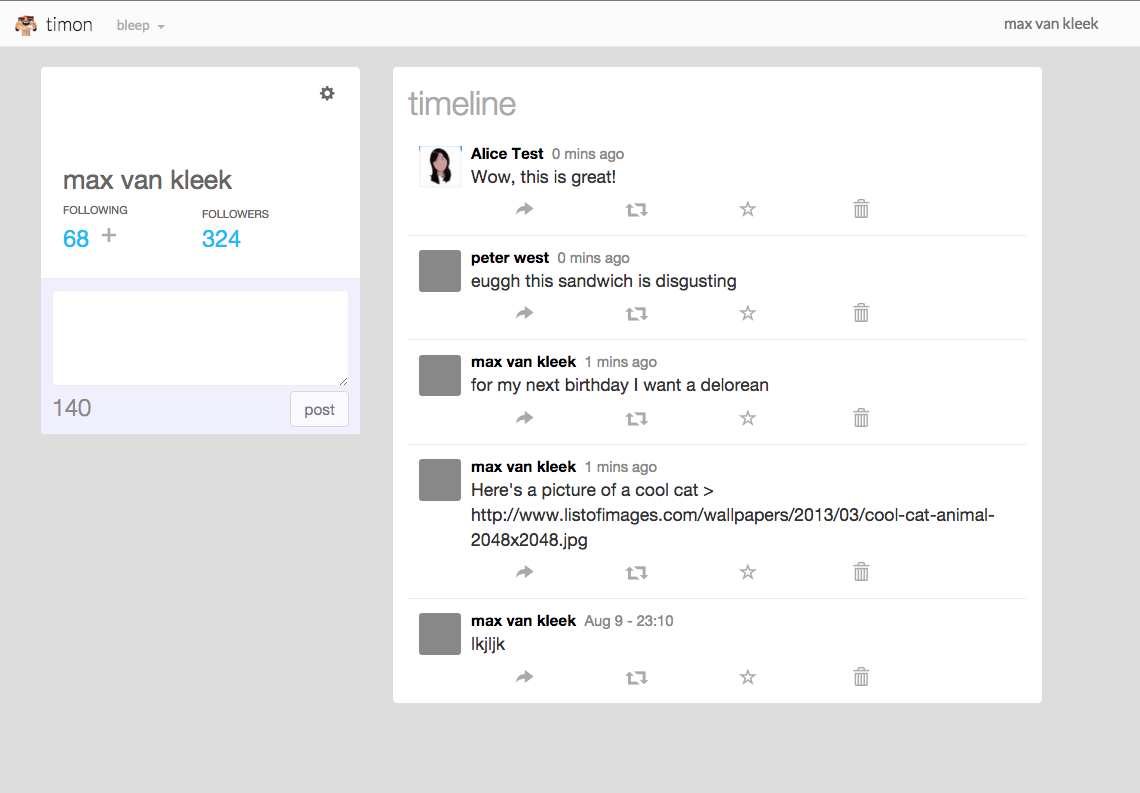 timon bleep max van kleek
max van kleek
FOLLOWING FOLLOWERS
68 + 324
140 post
timeline
Alice Test 0 mins ago
Wow, this is great!
peter west 0 mins ago
euggh this sandwich is disgusting
max van kleek 1 mins ago
for my next birthday I want a delorean
max van kleek 1 mins ago
Here's a picture of a cool cat >
http://www.listofimages.com/wallpapers/2013/03/cool-cat-animal-
2048x2048.jpg
max van kleek Aug 9 - 23:10
lkjljk